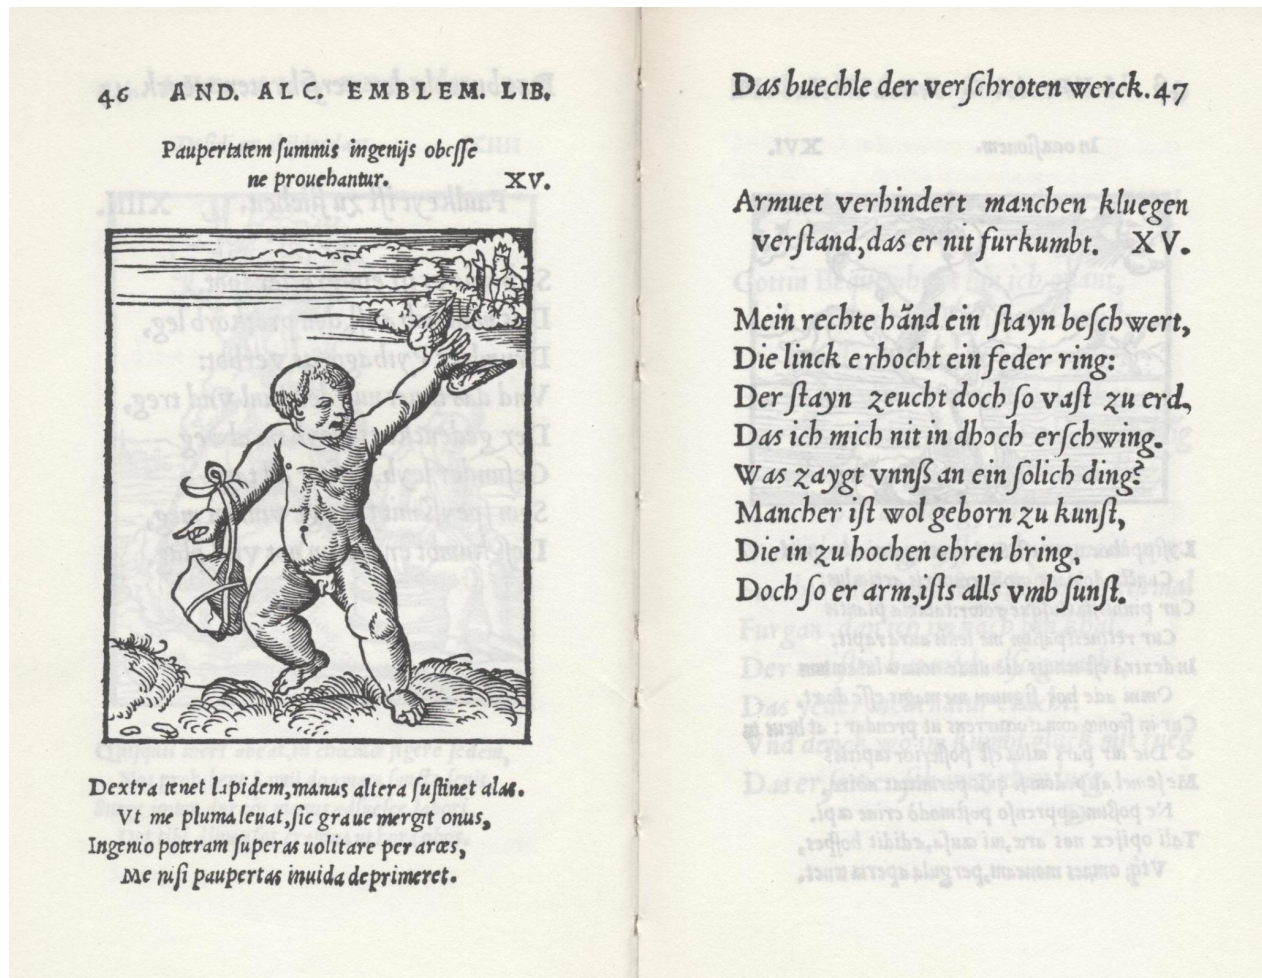 46 AND. ALC. EMBLEM. LIB.
Paupertatem ſummis ingenijs obeſſe
ne provehantur. XV.
Dextra tenet lapidem, manus altera ſuſtinet alas.
Vt me pluma leuat, ſic graue mergit onus,
Ingenio poteram ſuperas uolitare per arces,
Me niſi paupertas inuida deprimeret.
Das buechle der verſchroten werck. 47
Armuet verhindert manchen kluegen
verſtand, das er nit furkumbt. XV.
Mein rechte hãnd ein ſtayn beſchwert,
Die linck erhocht ein feder ring:
Der ſtayn zeucht doch ſo vaſt zu erd,
Das ich mich nit in dhoch erſchwing.
Was zaygt vnnß an ein ſolich ding?
Mancher iſt wol geborn zu kunſt,
Die in zu hochen ehren bring,
Doch ſo er arm, iſts alls vmb ſunſt.